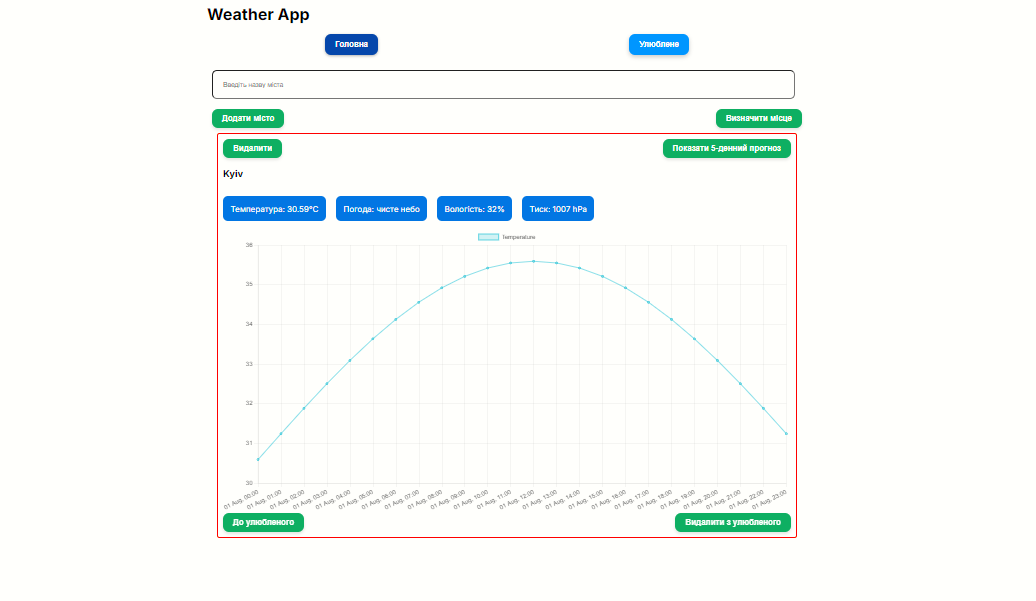 Weather App
Головна
Улюблене
Введіть назву міста
Додати місто
Визначити місце
Видалити
Показати 5-денний прогноз
Kyiv
Температура: 30.59°C
Погода: чисте небо
Вологість: 32%
Тиск: 1007 hPa
Temperature
36
35
34
33
32
31
30
01 Aug, 00:00
01 Aug, 01:00
01 Aug, 02:00
01 Aug, 03:00
01 Aug, 04:00
01 Aug, 05:00
01 Aug, 06:00
01 Aug, 07:00
01 Aug, 08:00
01 Aug, 09:00
01 Aug, 10:00
01 Aug, 11:00
01 Aug, 12:00
01 Aug, 13:00
01 Aug, 14:00
01 Aug, 15:00
01 Aug, 16:00
01 Aug, 17:00
01 Aug, 18:00
01 Aug, 19:00
01 Aug, 20:00
01 Aug, 21:00
01 Aug, 22:00
01 Aug, 23:00
До улюбленого
Видалити з улюбленого